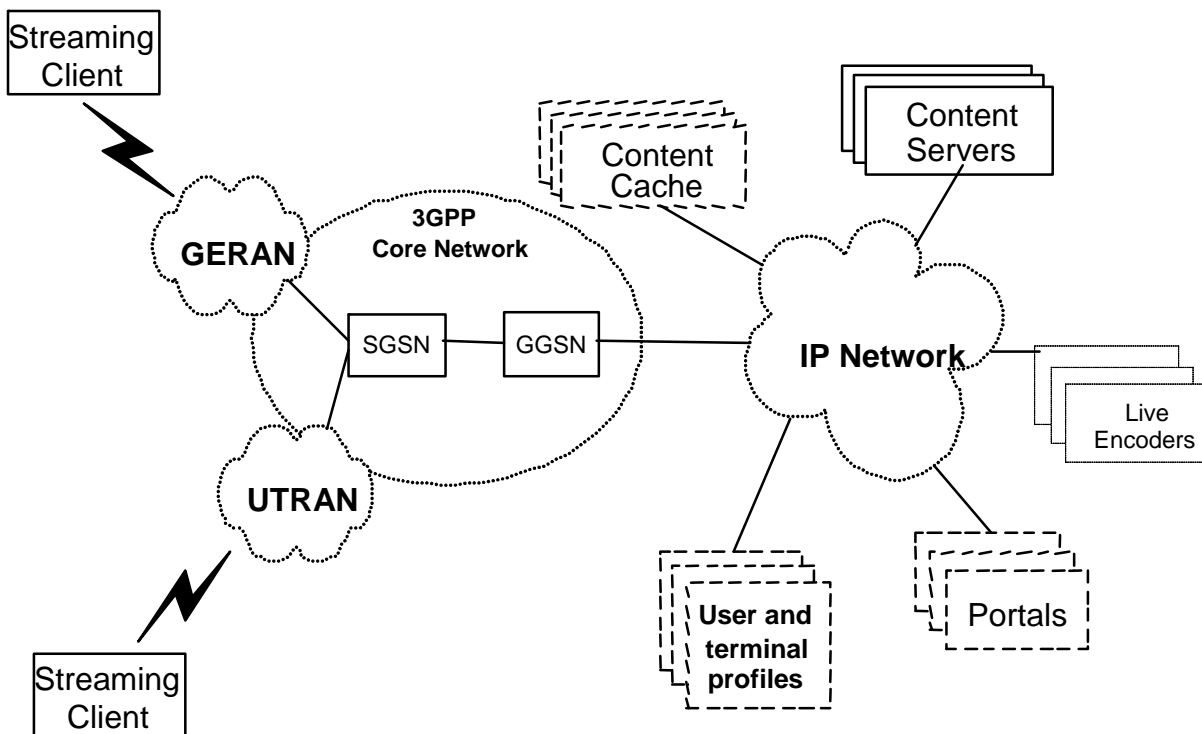 Streaming
Client
Content
Servers
Content
Cache
3GPP
Core Network
GERAN
SGSN
GGSN
IP Network
Live
Encoders
UTRAN
User and
terminal
profiles
Portals
Streaming
Client